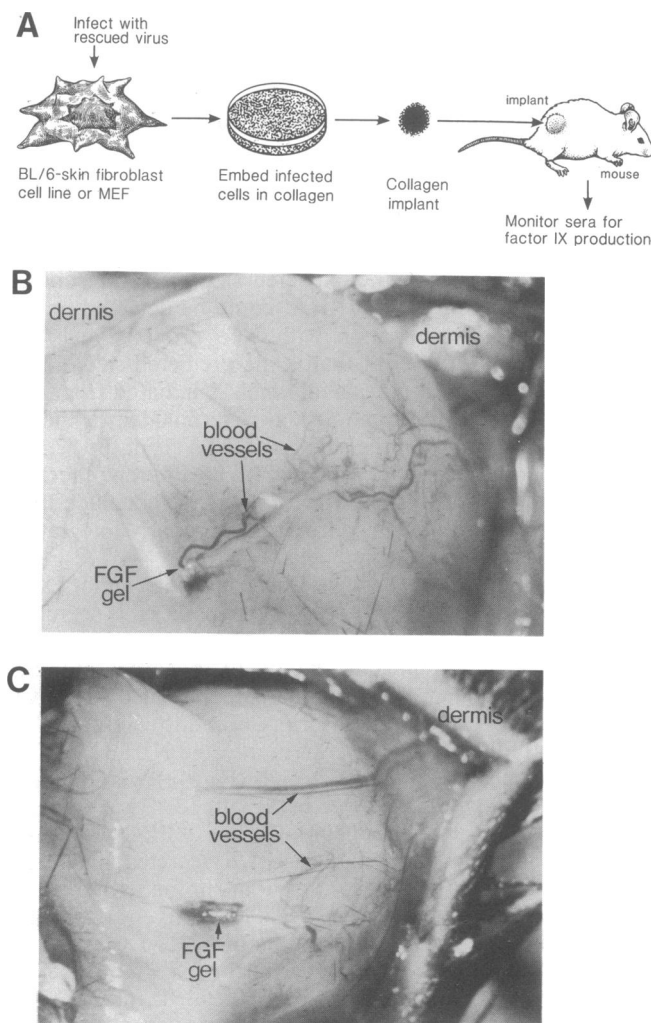 A
Infect with
rescued virus
BL/6-skin fibroblast
cell line or MEF
Embed infected
cells in collagen
Collagen
implant
implant
mouse
Monitor sera for
factor IX production
B
dermis
dermis
blood
vessels
FGF
gel
C
dermis
blood
vessels
FGF
gel